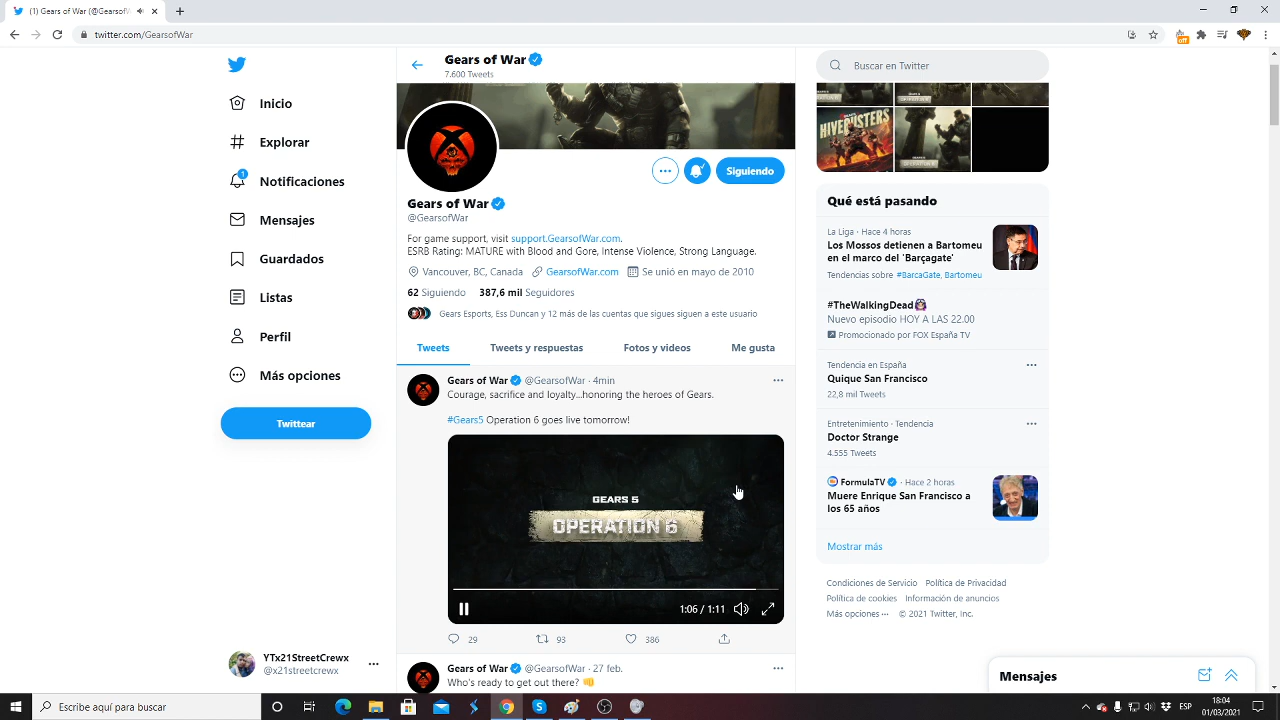 (1) Gears of War (@GearsofW
twitter.com/GearsofWar
off
Gears of War
7.600 Tweets
Inicio
Explorar
1
Notificaciones
Mensajes
Guardados
Listas
Perfil
Más opciones
Twittear
YTx21StreetCrewx
@x21streetcrew
Siguiendo
Gears of War
@GearsofWar
For game support, visit support.GearsofWar.com.
ESRB Rating: MATURE with Blood and Gore, Intense Violence, Strong Language.
Vancouver, BC, Canada GearsofWar.com Se unió en mayo de 2010
62 Siguiendo 387,6 mil Seguidores
Gears Esports, Ess Duncan y 12 más de las cuentas que sigues siguen a este usuario
Tweets Tweets y respuestas Fotos y videos Me gusta
Gears of War @GearsofWar · 4min
Courage, sacrifice and loyalty...honoring the heroes of Gears.
#Gears5 Operation 6 goes live tomorrow!
GEARS 5
OPERATION 6
1:06 / 1:11
29 93 386
Gears of War @GearsofWar · 27 feb.
Who's ready to get out there? 👊
Buscar en Twitter
HIVEBUSTERS
Qué está pasando
La Liga · Hace 4 horas
Los Mossos detienen a Bartomeu
en el marco del 'Barçagate'
Tendencias sobre #BarcaGate, Bartomeu
#TheWalkingDead
Nuevo episodio HOY A LAS 22.00
Promocionado por FOX España TV
Tendencia en España
Quique San Francisco
22,8 mil Tweets
Entretenimiento · Tendencia
Doctor Strange
4.555 Tweets
FormulaTV · Hace 2 horas
Muere Enrique San Francisco a
los 65 años
Mostrar más
Condiciones de Servicio Política de Privacidad
Política de cookies Información de anuncios
Más opciones ··· © 2021 Twitter, Inc.
Mensajes
Escribe aquí para buscar
ESP
18:04
01/03/2021